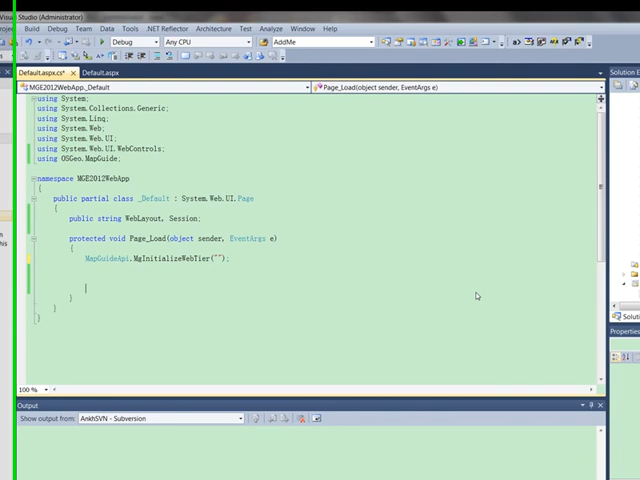 Visual Studio (Administrator)
Project Build Debug Team Data Tools .NET Reflector Architecture Test Analyze Window Help
Debug Any CPU AddMe
Default.aspx.cs* Default.aspx Solution E
MGE2012WebApp._Default Page_Load(object sender, EventArgs e)
using System;
using System.Collections.Generic;
using System.Linq;
using System.Web;
using System.Web.UI;
using System.Web.UI.WebControls;
using OSGeo.MapGuide;
namespace MGE2012WebApp
{
public partial class _Default : System.Web.UI.Page
{
public string WebLayout, Session;
protected void Page_Load(object sender, EventArgs e)
{
MapGuideApi.MgInitializeWebTier("");
}
}
}
Solutio
Properties
100 %
Output
Show output from: AnkhSVN - Subversion